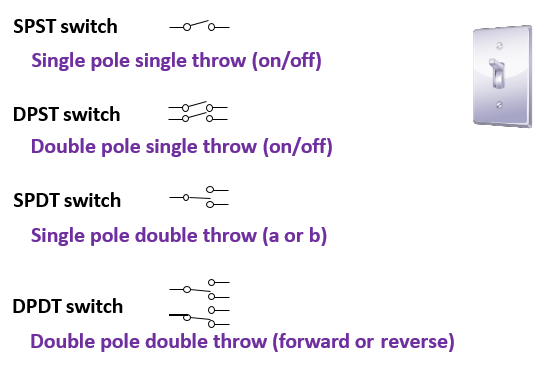 SPST switch
Single pole single throw (on/off)
DPST switch
Double pole single throw (on/off)
SPDT switch
Single pole double throw (a or b)
DPDT switch
Double pole double throw (forward or reverse)